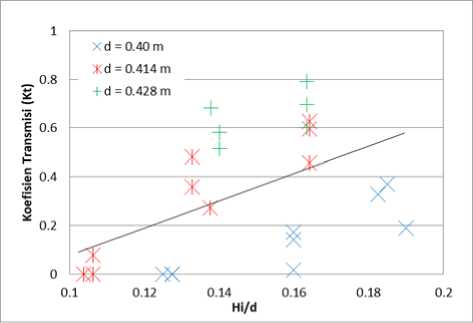 1
d = 0.40 m
0.8
d = 0.414 m
d = 0.428 m
0.6
0.4
0.2
0
Koefisien Transmisi (Kt)
0.1 0.12 0.14 0.16 0.18 0.2
Hi/d